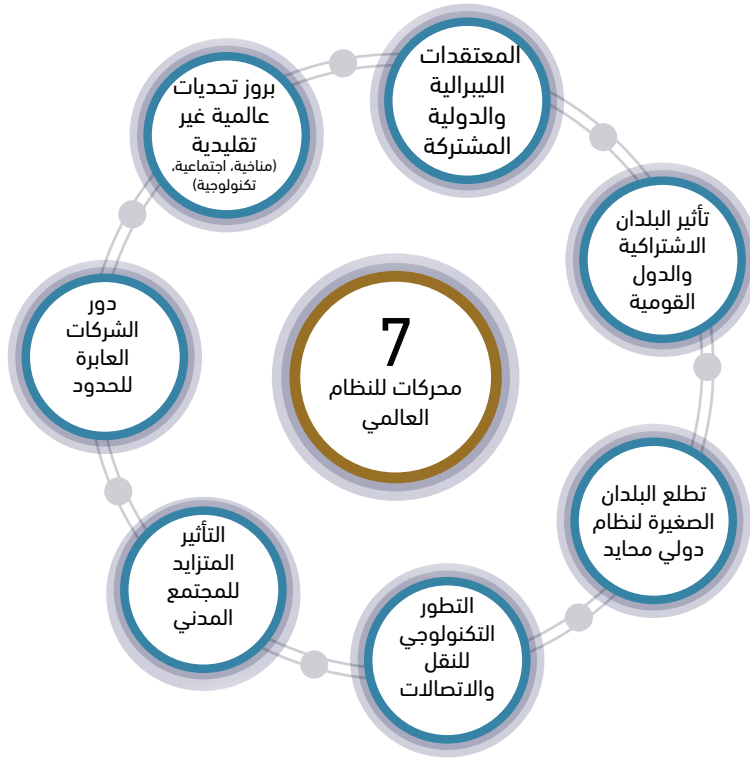 7
محركات للنظام
العالمي
المعتقدات
الليبرالية
والدولية
المشتركة
تأثير البلدان
الاشتراكية
والدول
القومية
تطلع البلدان
الصغيرة لنظام
دولي محايد
التطور
التكنولوجي
للنقل
والاتصالات
التأثير
المتزايد
للمجتمع
المدني
دور
الشركات
العابرة
للحدود
بروز تحديات
عالمية غير
تقليدية
(مناخية، اجتماعية،
تكنولوجية)